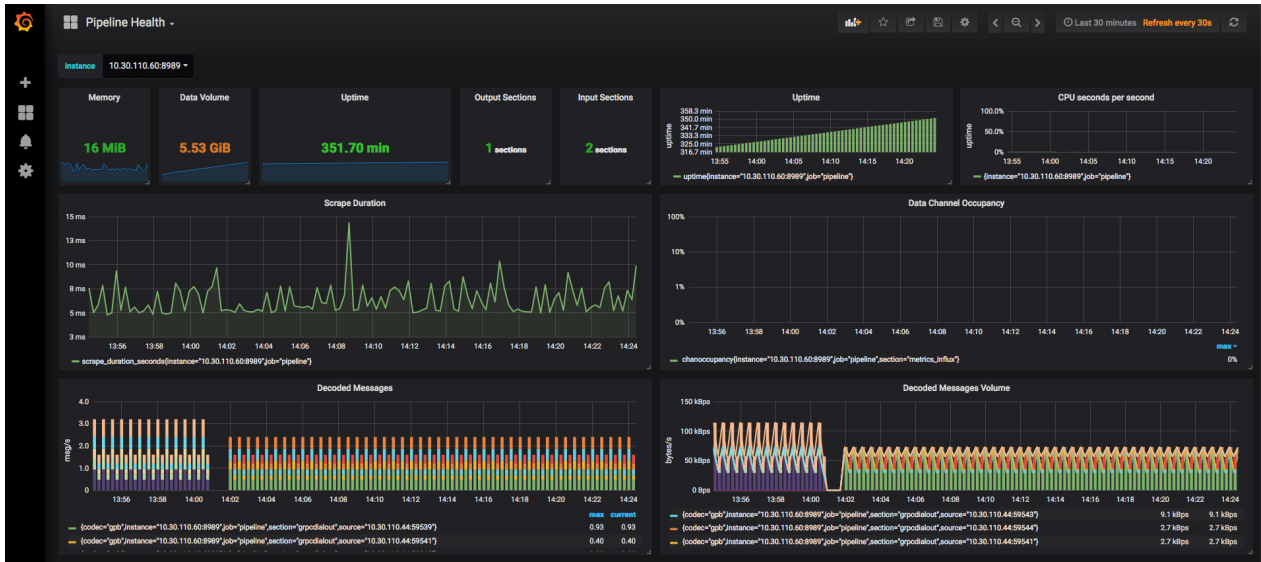 Pipeline Health
Last 30 minutes Refresh every 30s
instance 10.30.110.60:8989
Memory
16 MiB
Data Volume
5.53 GiB
Uptime
351.70 min
Output Sections
1 sections
Input Sections
2 sections
Uptime
uptime
358.3 min
350.0 min
341.7 min
333.3 min
325.0 min
316.7 min
13:55 14:00 14:05 14:10 14:15 14:20
uptime{instance="10.30.110.60:8989",job="pipeline"}
CPU seconds per second
uptime
100.0%
50.0%
0%
13:55 14:00 14:05 14:10 14:15 14:20
{instance="10.30.110.60:8989",job="pipeline"}
Scrape Duration
15 ms
13 ms
10 ms
8 ms
5 ms
3 ms
13:56 13:58 14:00 14:02 14:04 14:06 14:08 14:10 14:12 14:14 14:16 14:18 14:20 14:22 14:24
scrape_duration_seconds{instance="10.30.110.60:8989",job="pipeline"}
Data Channel Occupancy
100%
10%
1%
0%
13:56 13:58 14:00 14:02 14:04 14:06 14:08 14:10 14:12 14:14 14:16 14:18 14:20 14:22 14:24
max
chanoccupancy{instance="10.30.110.60:8989",job="pipeline",section="metrics_influx"} 0%
Decoded Messages
msg/s
4.0
3.0
2.0
1.0
0
13:56 13:58 14:00 14:02 14:04 14:06 14:08 14:10 14:12 14:14 14:16 14:18 14:20 14:22 14:24
max current
{codec="gpb",instance="10.30.110.60:8989",job="pipeline",section="grpcdialout",source="10.30.110.44:59539"} 0.93 0.93
{codec="gpb",instance="10.30.110.60:8989",job="pipeline",section="grpcdialout",source="10.30.110.44:59541"} 0.40 0.40
Decoded Messages Volume
bytes/s
150 kBps
100 kBps
50 kBps
0 Bps
13:56 13:58 14:00 14:02 14:04 14:06 14:08 14:10 14:12 14:14 14:16 14:18 14:20 14:22 14:24
{codec="gpb",instance="10.30.110.60:8989",job="pipeline",section="grpcdialout",source="10.30.110.44:59543"} 9.1 kBps 9.1 kBps
{codec="gpb",instance="10.30.110.60:8989",job="pipeline",section="grpcdialout",source="10.30.110.44:59544"} 2.7 kBps 2.7 kBps
{codec="gpb",instance="10.30.110.60:8989",job="pipeline",section="grpcdialout",source="10.30.110.44:59541"} 2.7 kBps 2.7 kBps